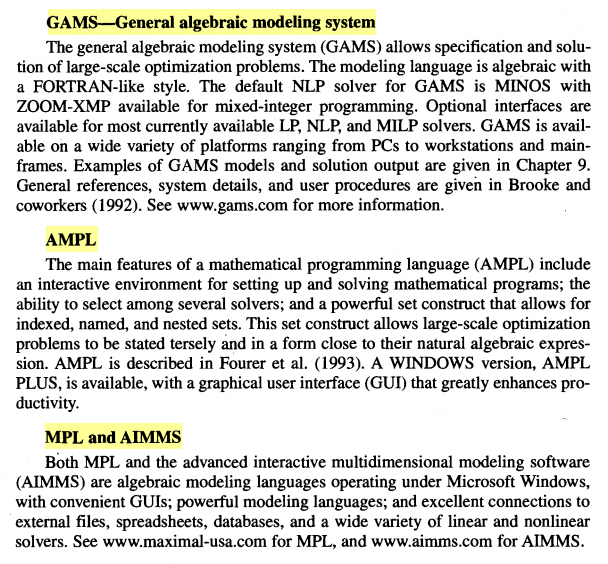 GAMS—General algebraic modeling system
The general algebraic modeling system (GAMS) allows specification and solu-
tion of large-scale optimization problems. The modeling language is algebraic with
a FORTRAN-like style. The default NLP solver for GAMS is MINOS with
ZOOM-XMP available for mixed-integer programming. Optional interfaces are
available for most currently available LP, NLP, and MILP solvers. GAMS is avail-
able on a wide variety of platforms ranging from PCs to workstations and main-
frames. Examples of GAMS models and solution output are given in Chapter 9.
General references, system details, and user procedures are given in Brooke and
coworkers (1992). See www.gams.com for more information.
AMPL
The main features of a mathematical programming language (AMPL) include
an interactive environment for setting up and solving mathematical programs; the
ability to select among several solvers; and a powerful set construct that allows for
indexed, named, and nested sets. This set construct allows large-scale optimization
problems to be stated tersely and in a form close to their natural algebraic expres-
sion. AMPL is described in Fourer et al. (1993). A WINDOWS version, AMPL
PLUS, is available, with a graphical user interface (GUI) that greatly enhances pro-
ductivity.
MPL and AIMMS
Both MPL and the advanced interactive multidimensional modeling software
(AIMMS) are algebraic modeling languages operating under Microsoft Windows,
with convenient GUIs; powerful modeling languages; and excellent connections to
external files, spreadsheets, databases, and a wide variety of linear and nonlinear
solvers. See www.maximal-usa.com for MPL, and www.aimms.com for AIMMS.